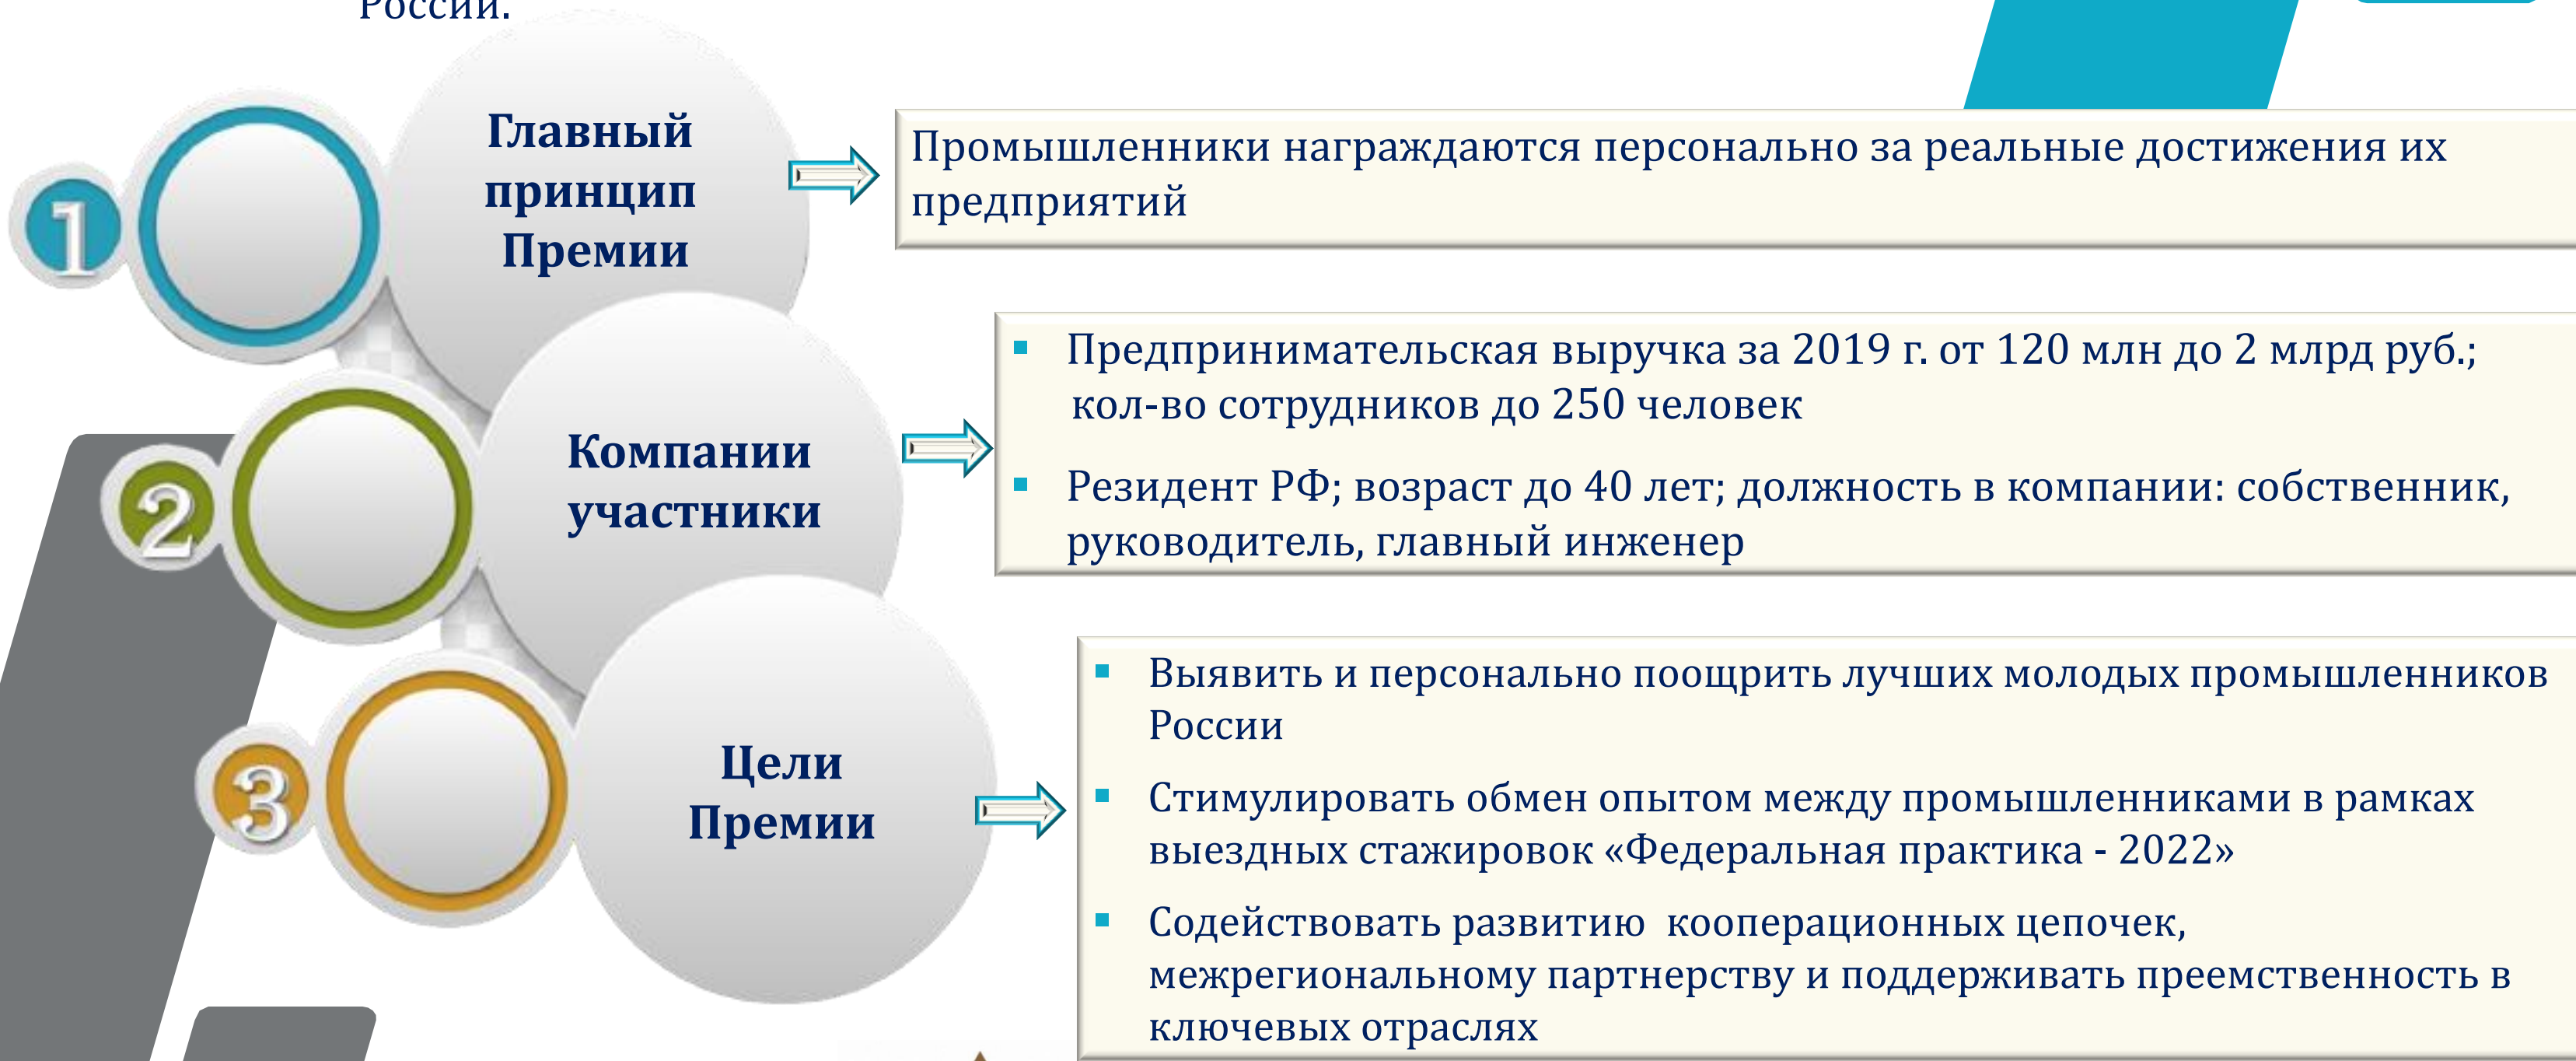 России.
1
Главный
принцип
Премии
Промышленники награждаются персонально за реальные достижения их
предприятий
2
Компании
участники
▪ Предпринимательская выручка за 2019 г. от 120 млн до 2 млрд руб.;
кол-во сотрудников до 250 человек
▪ Резидент РФ; возраст до 40 лет; должность в компании: собственник,
руководитель, главный инженер
3
Цели
Премии
▪ Выявить и персонально поощрить лучших молодых промышленников
России
▪ Стимулировать обмен опытом между промышленниками в рамках
выездных стажировок «Федеральная практика - 2022»
▪ Содействовать развитию  кооперационных цепочек,
межрегиональному партнерству и поддерживать преемственность в
ключевых отраслях